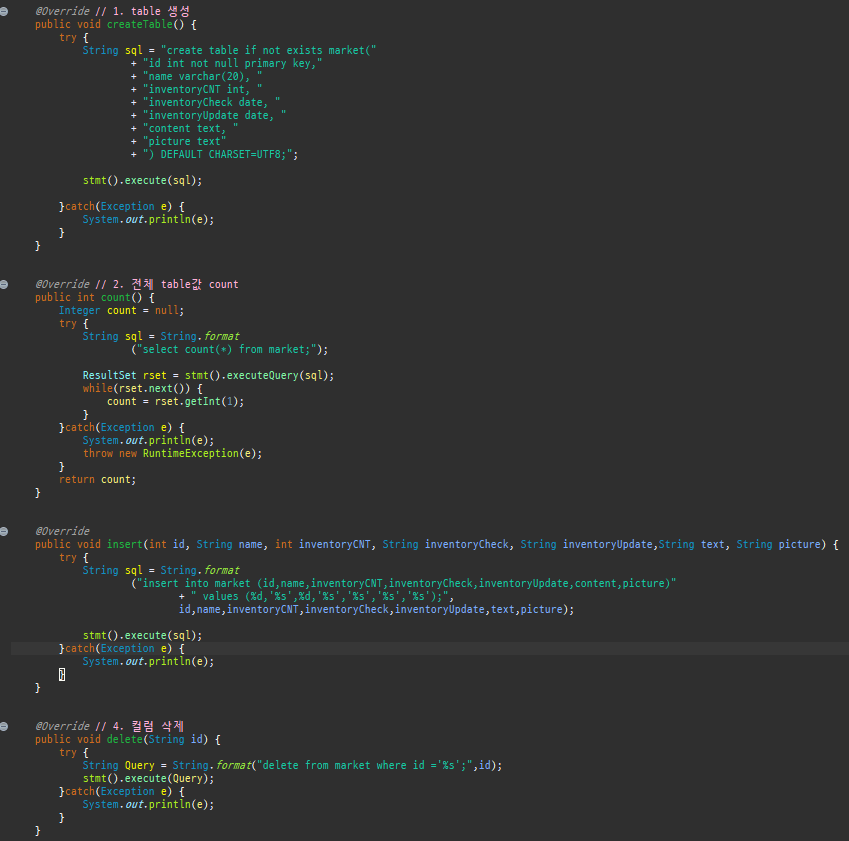 @Override // 1. table 생성
public void createTable() {
try {
String sql = "create table if not exists market("
+ "id int not null primary key,"
+ "name varchar(20), "
+ "inventoryCNT int, "
+ "inventoryCheck date, "
+ "inventoryUpdate date, "
+ "content text, "
+ "picture text"
+ ") DEFAULT CHARSET=UTF8;";
stmt().execute(sql);
}catch(Exception e) {
System.out.println(e);
}
}
@Override // 2. 전체 table값 count
public int count() {
Integer count = null;
try {
String sql = String.format
("select count(*) from market;");
ResultSet rset = stmt().executeQuery(sql);
while(rset.next()) {
count = rset.getInt(1);
}
}catch(Exception e) {
System.out.println(e);
throw new RuntimeException(e);
}
return count;
}
@Override
public void insert(int id, String name, int inventoryCNT, String inventoryCheck, String inventoryUpdate,String text, String picture) {
try {
String sql = String.format
("insert into market (id,name,inventoryCNT,inventoryCheck,inventoryUpdate,content,picture)"
+ " values (%d,'%s',%d,'%s','%s','%s','%s');",
id,name,inventoryCNT,inventoryCheck,inventoryUpdate,text,picture);
stmt().execute(sql);
}catch(Exception e) {
System.out.println(e);
}
}
@Override // 4. 컬럼 삭제
public void delete(String id) {
try {
String Query = String.format("delete from market where id ='%s';",id);
stmt().execute(Query);
}catch(Exception e) {
System.out.println(e);
}
}